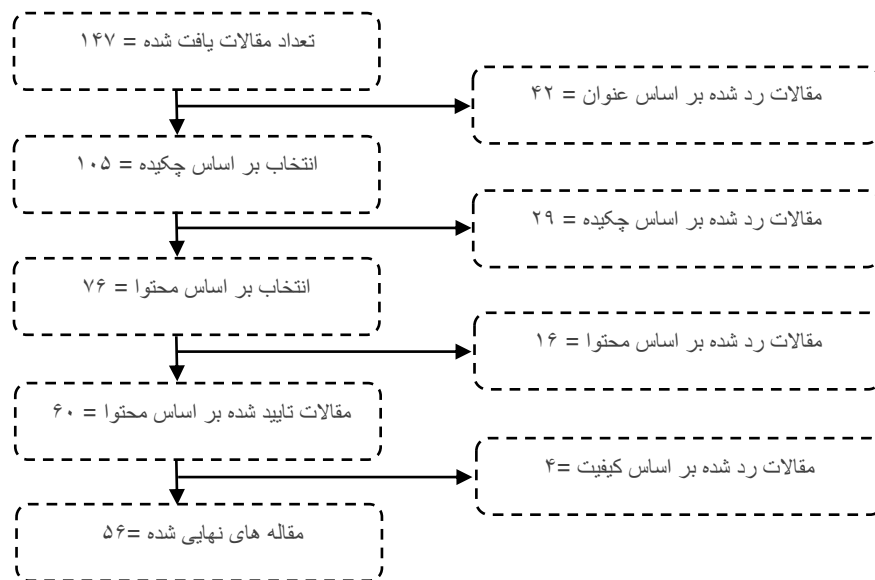 تعداد مقالات یافت شده = ۱۴۷
مقالات رد شده بر اساس عنوان = ۴۲
انتخاب بر اساس چکیده = ۱۰۵
مقالات رد شده بر اساس چکیده = ۲۹
انتخاب بر اساس محتوا = ۷۶
مقالات رد شده بر اساس محتوا = ۱۶
مقالات تایید شده بر اساس محتوا = ۶۰
مقالات رد شده بر اساس کیفیت =۴
مقاله های نهایی شده =۵۶